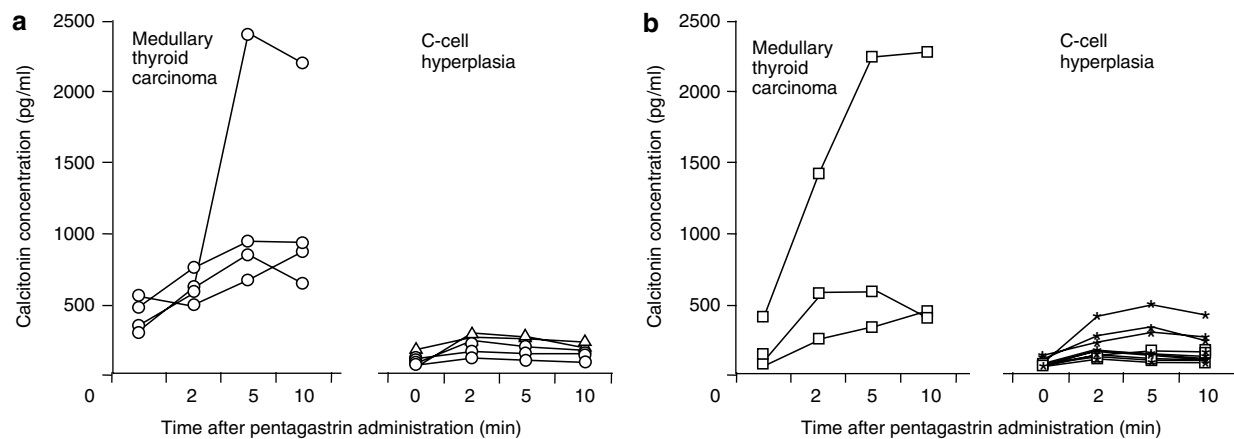 a
2500
2000
1500
1000
500
0
Calcitonin concentration (pg/ml)
Medullary
thyroid
carcinoma
C-cell
hyperplasia
2
5
10
0
2
5
10
Time after pentagastrin administration (min)
b
2500
2000
1500
1000
500
0
Calcitonin concentration (pg/ml)
Medullary
thyroid
carcinoma
C-cell
hyperplasia
2
5
10
0
2
5
10
Time after pentagastrin administration (min)